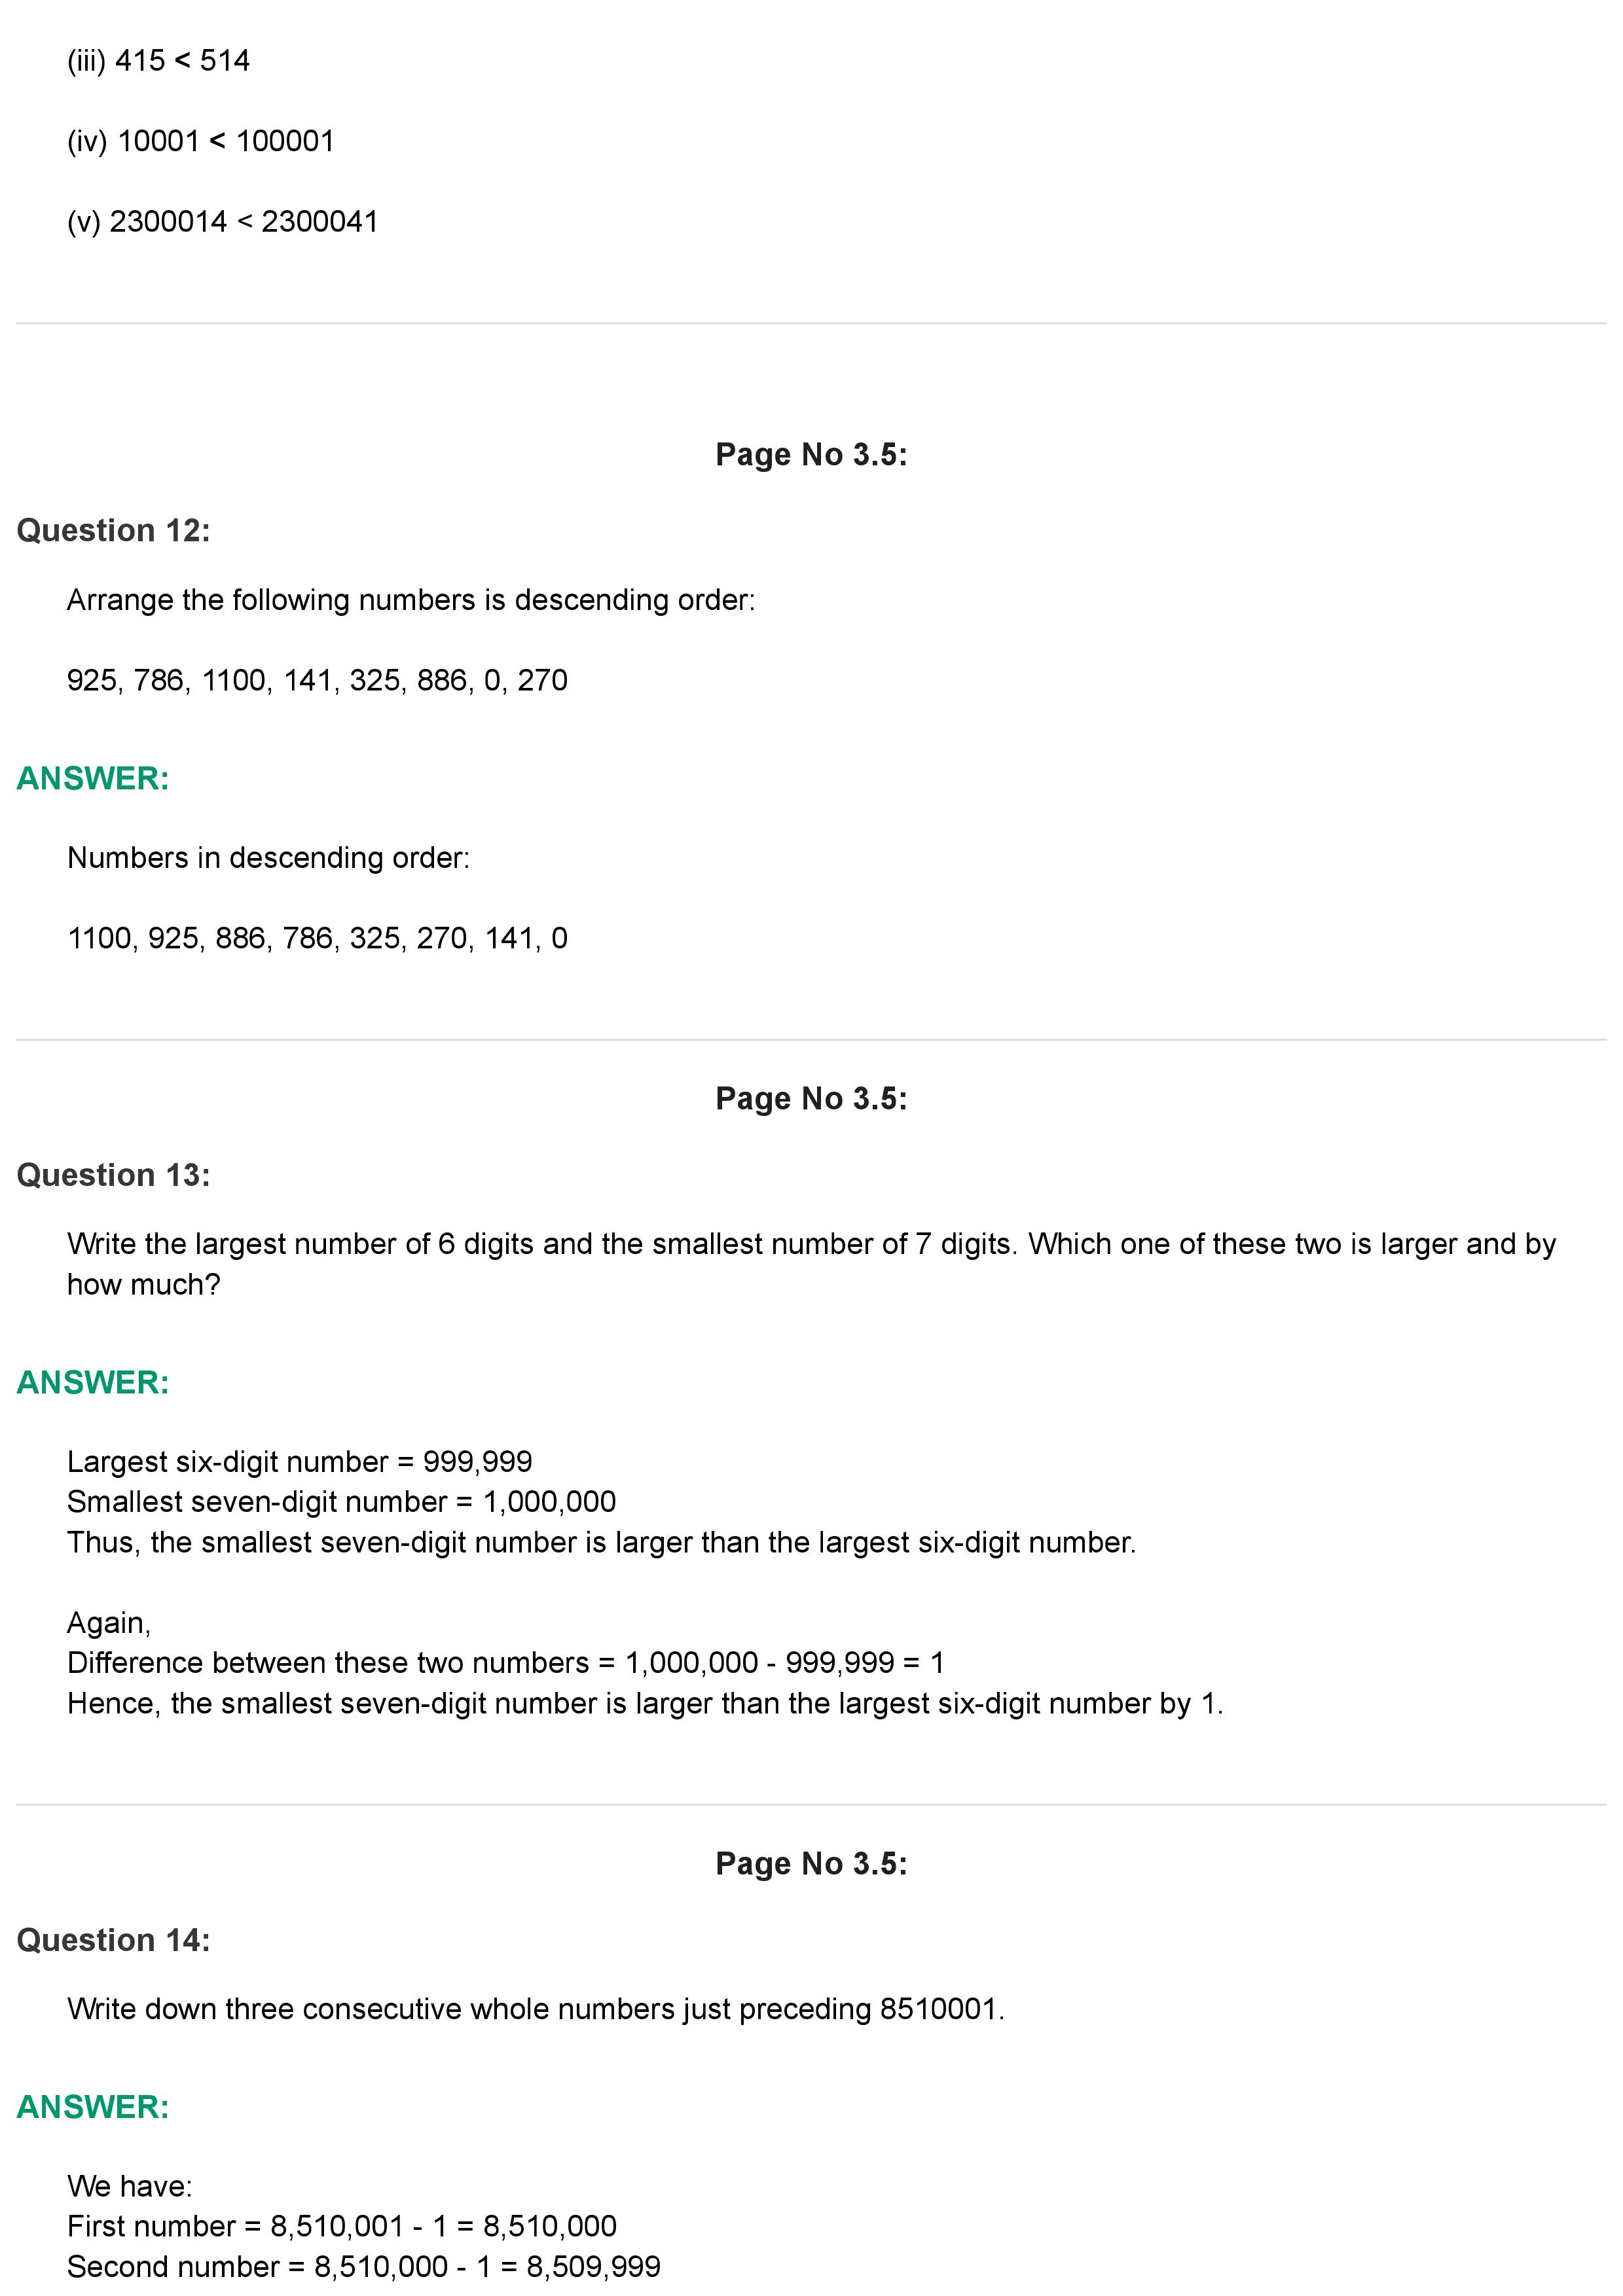 (iii) 415 < 514
(iv) 10001 < 100001
(v) 2300014 < 2300041
Page No 3.5:
Question 12:
Arrange the following numbers is descending order:
925, 786, 1100, 141, 325, 886, 0, 270
ANSWER:
Numbers in descending order:
1100, 925, 886, 786, 325, 270, 141, 0
Page No 3.5:
Question 13:
Write the largest number of 6 digits and the smallest number of 7 digits. Which one of these two is larger and by
how much?
ANSWER:
Largest six-digit number = 999,999
Smallest seven-digit number = 1,000,000
Thus, the smallest seven-digit number is larger than the largest six-digit number.
Again,
Difference between these two numbers = 1,000,000 - 999,999 = 1
Hence, the smallest seven-digit number is larger than the largest six-digit number by 1.
Page No 3.5:
Question 14:
Write down three consecutive whole numbers just preceding 8510001.
ANSWER:
We have:
First number = 8,510,001 - 1 = 8,510,000
Second number = 8,510,000 - 1 = 8,509,999